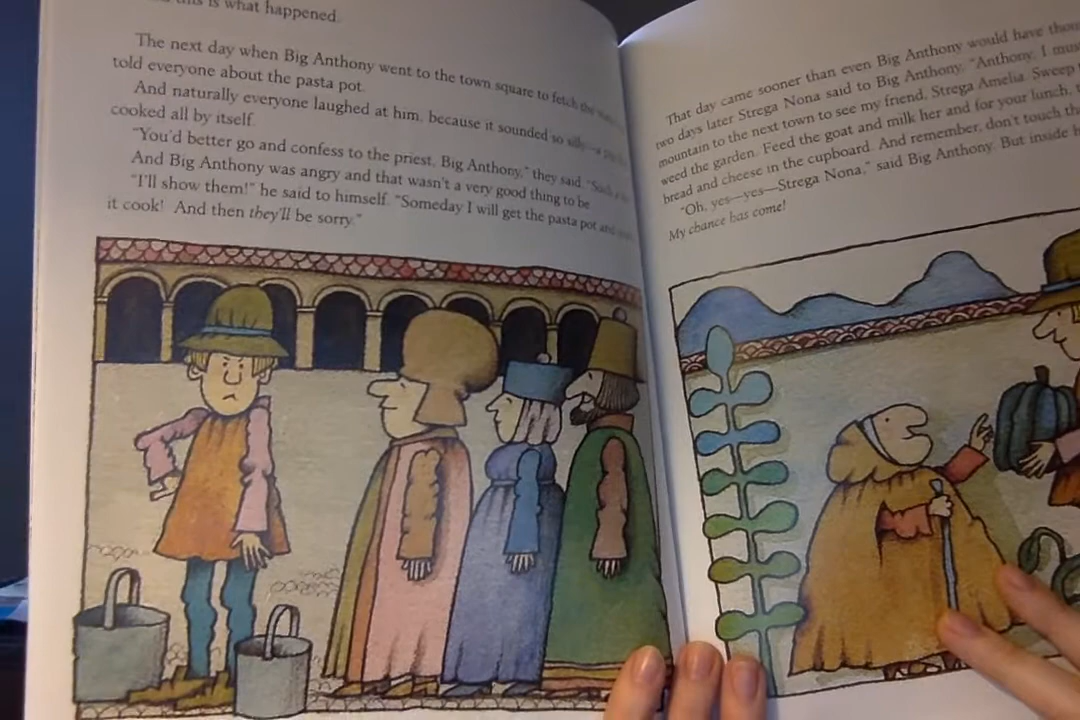 this is what happened.
The next day when Big Anthony went to the town square to fetch the
told everyone about the pasta pot.
And naturally everyone laughed at him, because it sounded so silly—a
cooked all by itself.
"You'd better go and confess to the priest, Big Anthony," they said. "Such a
And Big Anthony was angry and that wasn't a very good thing to be
"I'll show them!" he said to himself. "Someday I will get the pasta pot and
it cook! And then they'll be sorry."
That day came sooner than even Big Anthony would have
two days later Strega Nona said to Big Anthony, "Anthony, I
mountain to the next town to see my friend, Strega Amelia. Sweep
weed the garden. Feed the goat and milk her and for your lunch,
bread and cheese in the cupboard. And remember, don't touch
"Oh, yes—yes—Strega Nona," said Big Anthony. But inside
My chance has come!